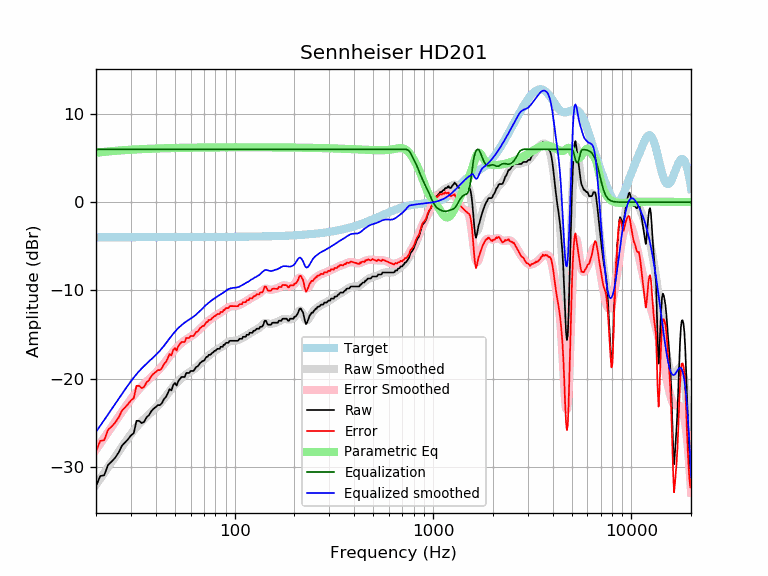 Sennheiser HD201
Amplitude (dBr)
10
0
−10
−20
−30
Target
Raw Smoothed
Error Smoothed
Raw
Error
Parametric Eq
Equalization
Equalized smoothed
100
1000
10000
Frequency (Hz)